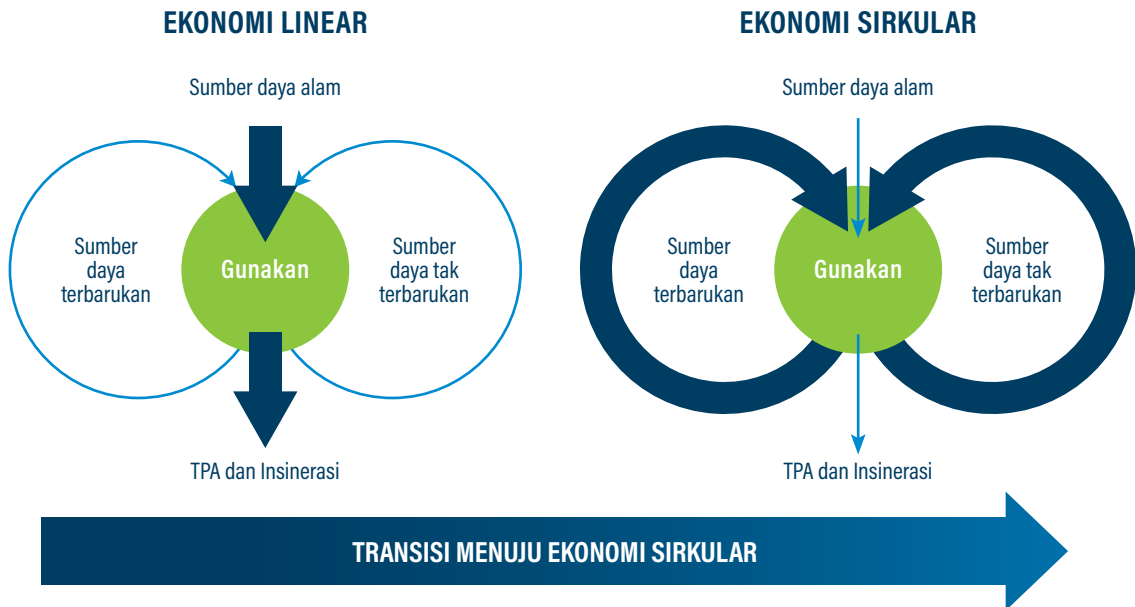 EKONOMI LINEAR
Sumber daya alam
Sumber
daya
terbarukan
Gunakan
Sumber
daya tak
terbarukan
TPA dan Insinerasi
EKONOMI SIRKULAR
Sumber daya alam
Sumber
daya
terbarukan
Gunakan
Sumber
daya tak
terbarukan
TPA dan Insinerasi
TRANSISI MENUJU EKONOMI SIRKULAR